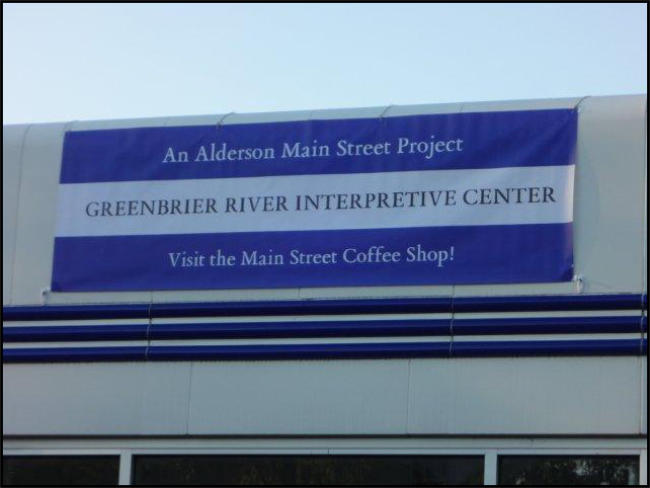 An Alderson Main Street Project
GREENBRIER RIVER INTERPRETIVE CENTER
Visit the Main Street Coffee Shop!